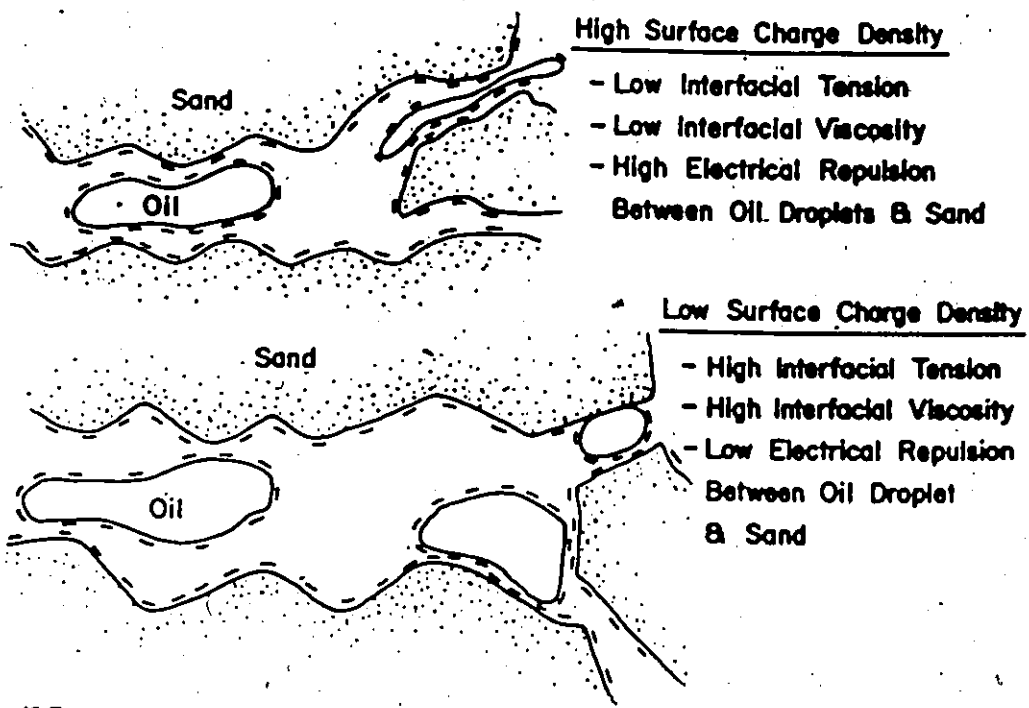 High Surface Charge Density
- Low Interfacial Tension
- Low Interfacial Viscosity
- High Electrical Repulsion
Between Oil Droplets & Sand
Sand
Oil
Low Surface Charge Density
- High Interfacial Tension
- High Interfacial Viscosity
- Low Electrical Repulsion
Between Oil Droplet
& Sand
Sand
Oil